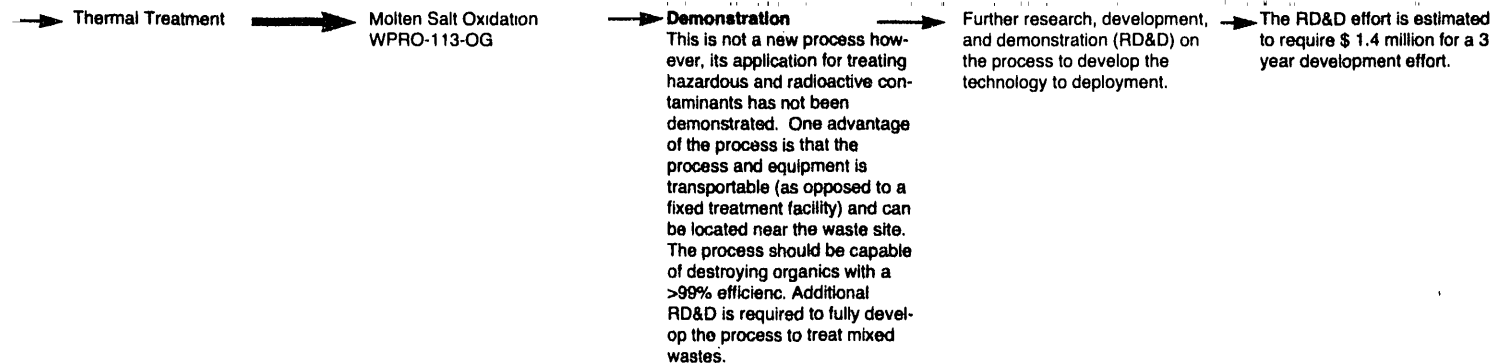 Thermal Treatment
Molten Salt Oxidation
WPRO-113-OG
Demonstration
This is not a new process how-
ever, its application for treating
hazardous and radioactive con-
taminants has not been
demonstrated. One advantage
of the process is that the
process and equipment is
transportable (as opposed to a
fixed treatment facility) and can
be located near the waste site.
The process should be capable
of destroying organics with a
>99% efficienc. Additional
RD&D is required to fully devel-
op the process to treat mixed
wastes.
Further research, development,
and demonstration (RD&D) on
the process to develop the
technology to deployment.
The RD&D effort is estimated
to require $ 1.4 million for a 3
year development effort.